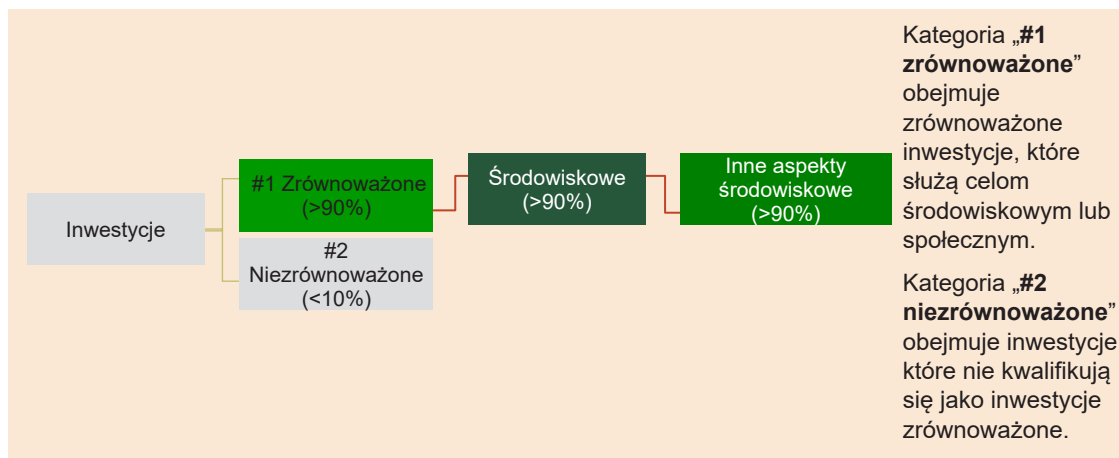 Inwestycje
#1 Zrównoważone
(>90%)
#2
Niezrównoważone
(<10%)
Środowiskowe
(>90%)
Inne aspekty
środowiskowe
(>90%)
Kategoria „#1
zrównoważone”
obejmuje
zrównoważone
inwestycje, które
służą celom
środowiskowym lub
społecznym.
Kategoria „#2
niezrównoważone”
obejmuje inwestycje
które nie kwalifikują
się jako inwestycje
zrównoważone.